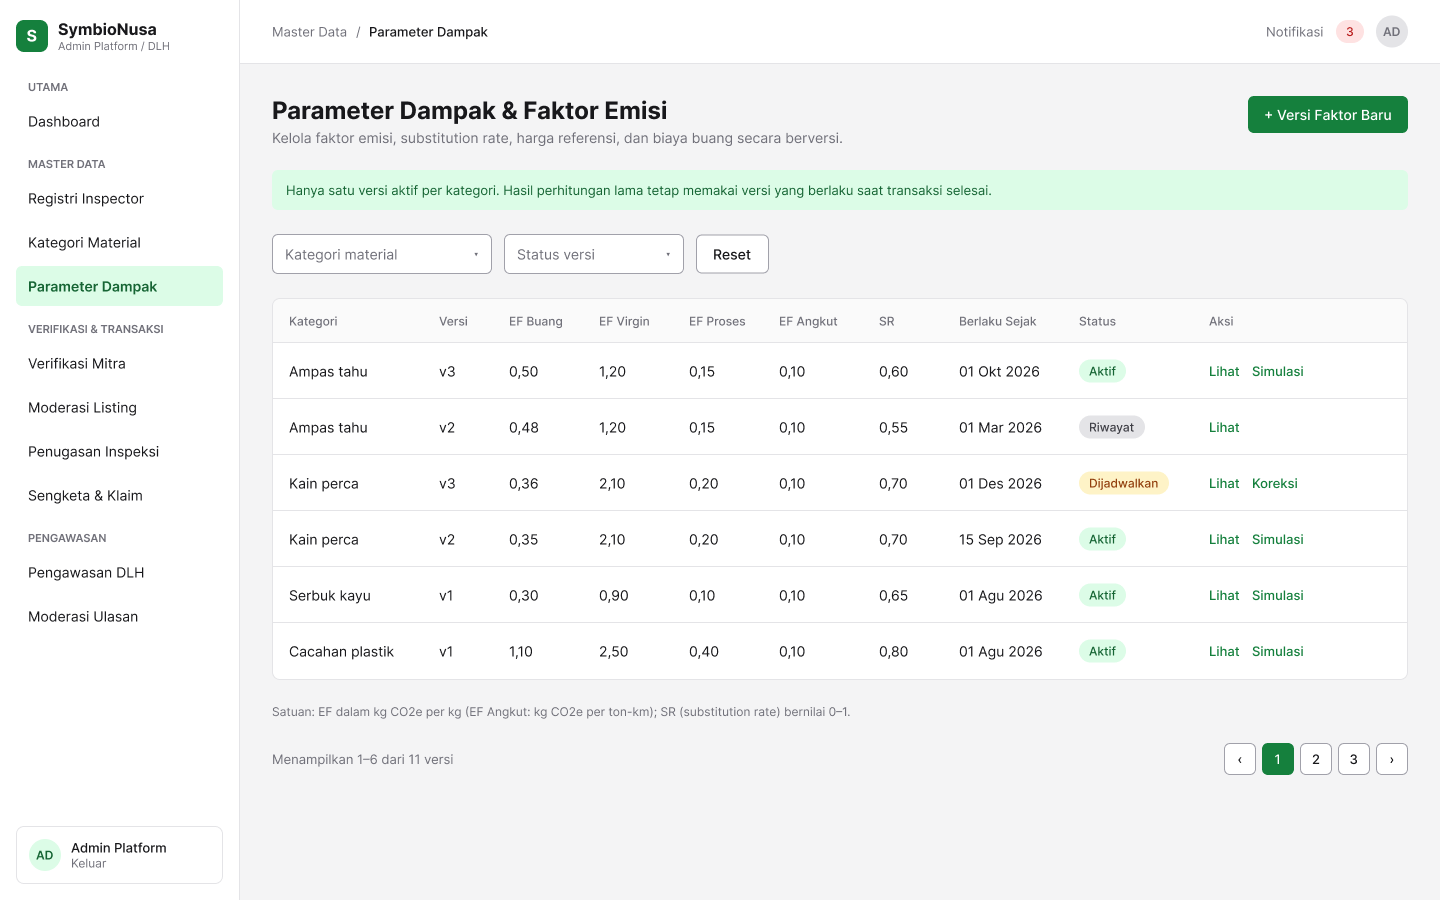 S
SymbioNusa
Admin Platform / DLH
UTAMA
Dashboard
MASTER DATA
Registri Inspector
Kategori Material
Parameter Dampak
VERIFIKASI & TRANSAKSI
Verifikasi Mitra
Moderasi Listing
Penugasan Inspeksi
Sengketa & Klaim
PENGAWASAN
Pengawasan DLH
Moderasi Ulasan
AD
Admin Platform
Keluar
Master Data / Parameter Dampak
Notifikasi 3 AD
Parameter Dampak & Faktor Emisi
Kelola faktor emisi, substitution rate, harga referensi, dan biaya buang secara berversi.
+ Versi Faktor Baru
Hanya satu versi aktif per kategori. Hasil perhitungan lama tetap memakai versi yang berlaku saat transaksi selesai.
Kategori material Status versi Reset
Kategori Versi EF Buang EF Virgin EF Proses EF Angkut SR Berlaku Sejak Status Aksi
Ampas tahu v3 0,50 1,20 0,15 0,10 0,60 01 Okt 2026 Aktif Lihat Simulasi
Ampas tahu v2 0,48 1,20 0,15 0,10 0,55 01 Mar 2026 Riwayat Lihat
Kain perca v3 0,36 2,10 0,20 0,10 0,70 01 Des 2026 Dijadwalkan Lihat Koreksi
Kain perca v2 0,35 2,10 0,20 0,10 0,70 15 Sep 2026 Aktif Lihat Simulasi
Serbuk kayu v1 0,30 0,90 0,10 0,10 0,65 01 Agu 2026 Aktif Lihat Simulasi
Cacahan plastik v1 1,10 2,50 0,40 0,10 0,80 01 Agu 2026 Aktif Lihat Simulasi
Satuan: EF dalam kg CO2e per kg (EF Angkut: kg CO2e per ton-km); SR (substitution rate) bernilai 0–1.
Menampilkan 1–6 dari 11 versi
‹ 1 2 3 ›